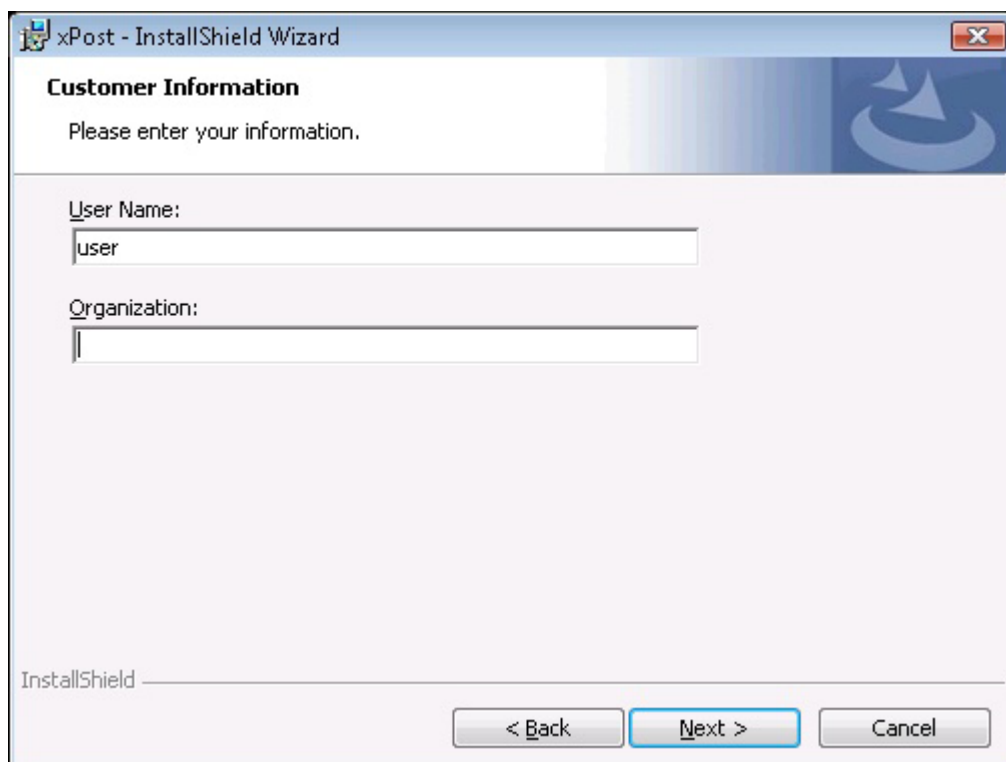 xPost - InstallShield Wizard
Customer Information
Please enter your information.
User Name:
user
Organization:
InstallShield
< Back
Next >
Cancel